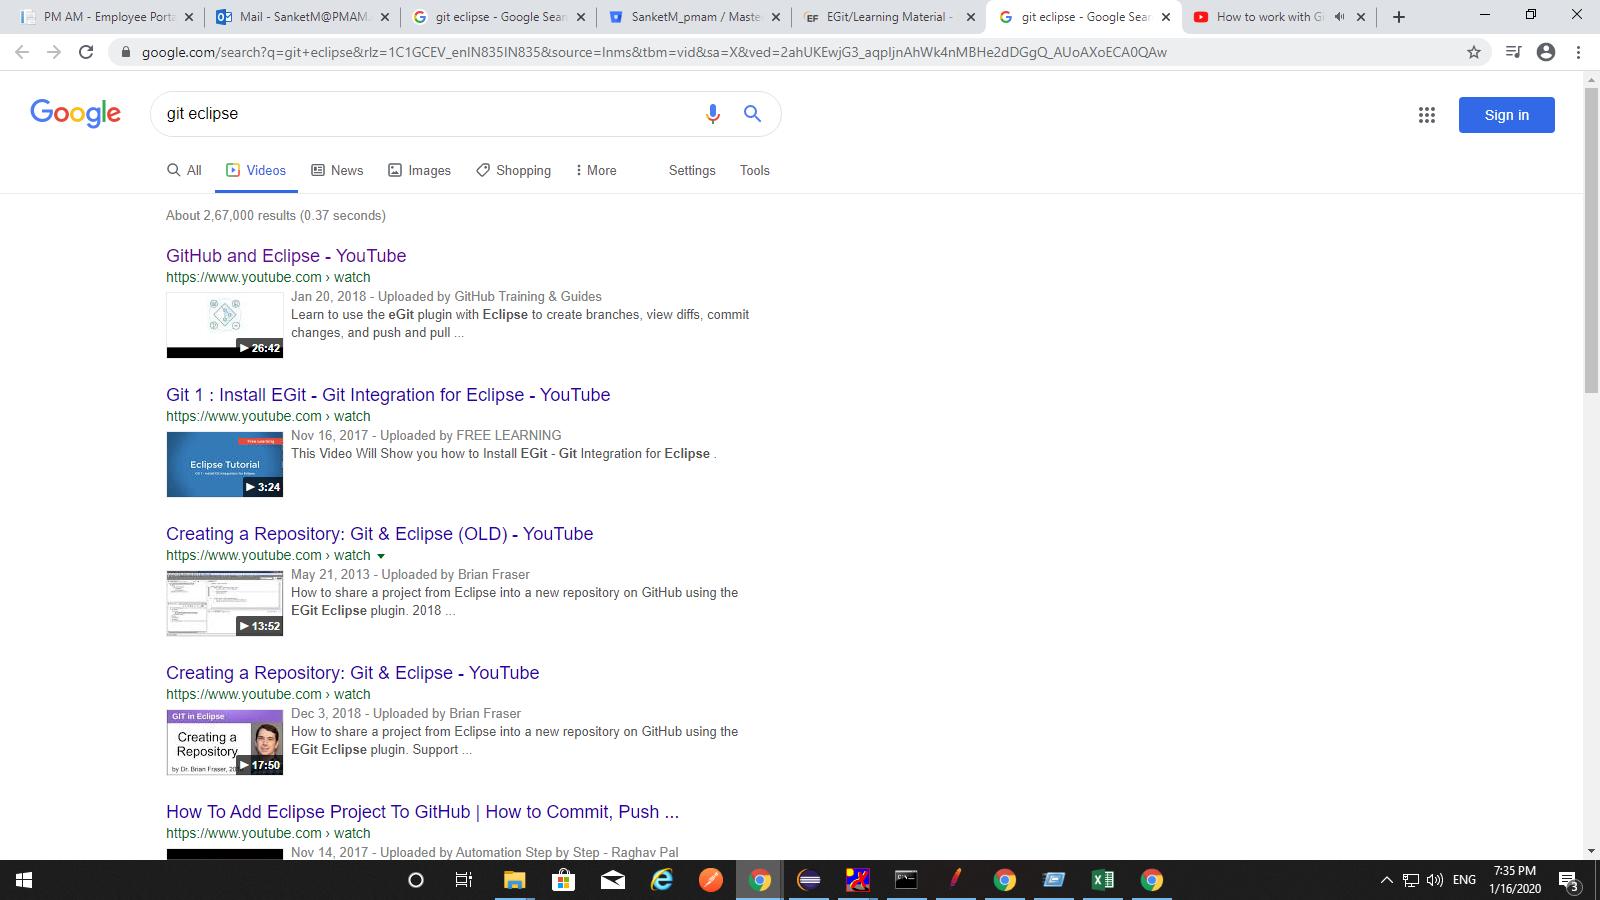 PM AM - Employee Porta
Mail - SanketM@PMAM.
git eclipse - Google Sear
SanketM_pmam / Maste
EGit/Learning Material -
git eclipse - Google Sear
How to work with Gi
google.com/search?q=git+eclipse&rlz=1C1GCEV_enIN835IN835&source=lnms&tbm=vid&sa=X&ved=2ahUKEwjG3_aqpIjnAhWk4nMBHe2dDGgQ_AUoAXoECA0QAw
Google
git eclipse
Sign in
All Videos News Images Shopping More Settings Tools
About 2,67,000 results (0.37 seconds)
GitHub and Eclipse - YouTube
https://www.youtube.com › watch
Jan 20, 2018 - Uploaded by GitHub Training & Guides
Learn to use the eGit plugin with Eclipse to create branches, view diffs, commit
changes, and push and pull ...
26:42
Git 1 : Install EGit - Git Integration for Eclipse - YouTube
https://www.youtube.com › watch
Nov 16, 2017 - Uploaded by FREE LEARNING
This Video Will Show you how to Install EGit - Git Integration for Eclipse .
Free Learning
Eclipse Tutorial
3:24
Creating a Repository: Git & Eclipse (OLD) - YouTube
https://www.youtube.com › watch
May 21, 2013 - Uploaded by Brian Fraser
How to share a project from Eclipse into a new repository on GitHub using the
EGit Eclipse plugin. 2018 ...
13:52
Creating a Repository: Git & Eclipse - YouTube
https://www.youtube.com › watch
Dec 3, 2018 - Uploaded by Brian Fraser
How to share a project from Eclipse into a new repository on GitHub using the
EGit Eclipse plugin. Support ...
GIT in Eclipse
Creating a
Repository
by Dr. Brian Fraser,
17:50
How To Add Eclipse Project To GitHub | How to Commit, Push ...
https://www.youtube.com › watch
Nov 14, 2017 - Uploaded by Automation Step by Step - Raghav Pal
ENG
7:35 PM
1/16/2020
3